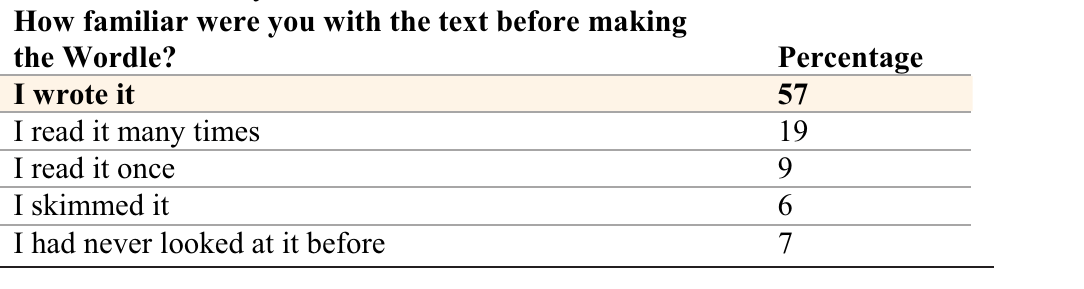 How familiar were you with the text before making
the Wordle? Percentage
I wrote it 57
I read it many times 19
I read it once 9
I skimmed it 6
I had never looked at it before 7